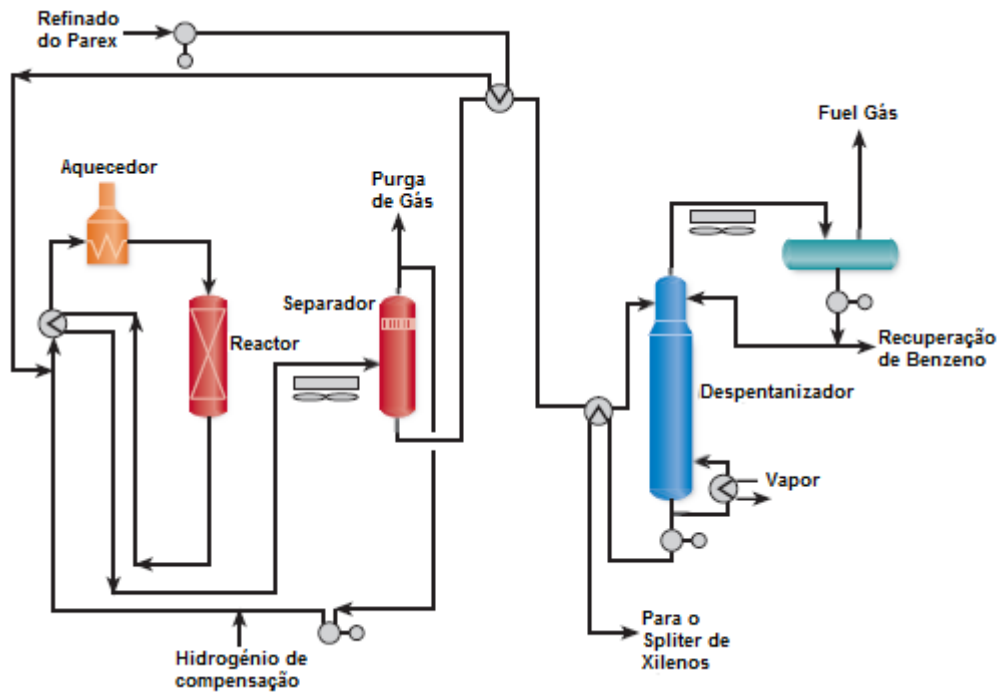 Refinado
do Parex
Fuel Gás
Aquecedor
Purga
de Gás
Separador
Reactor
Recuperação
de Benzeno
Despentanizador
Vapor
Para o
Spliter de
Xilenos
Hidrogénio de
compensação